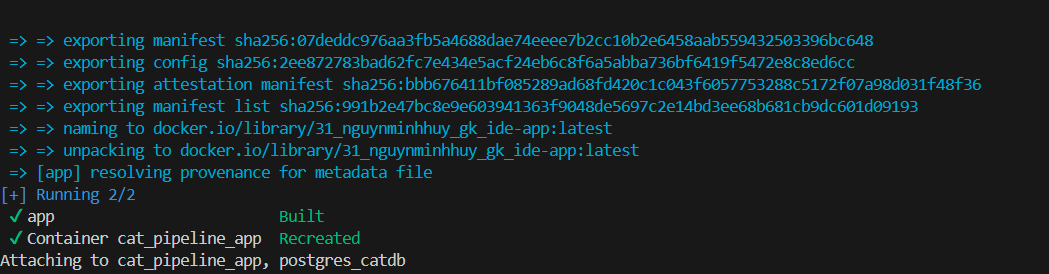 => => exporting manifest sha256:07deddc976aa3fb5a4688dae74eeee7b2cc10b2e6458aab559432503396bc648
=> => exporting config sha256:2ee872783bad62fc7e434e5acf24eb6c8f6a5abba736bf6419f5472e8c8ed6cc
=> => exporting attestation manifest sha256:bbb676411bf085289ad68fd420c1c043f6057753288c5172f07a98d031f48f36
=> => exporting manifest list sha256:991b2e47bc8e9e603941363f9048de5697c2e14bd3ee68b681cb9dc601d09193
=> => naming to docker.io/library/31_nguynminhhuy_gk_ide-app:latest
=> => unpacking to docker.io/library/31_nguynminhhuy_gk_ide-app:latest
=> [app] resolving provenance for metadata file
[+] Running 2/2
✔ app Built
✔ Container cat_pipeline_app Recreated
Attaching to cat_pipeline_app, postgres_catdb